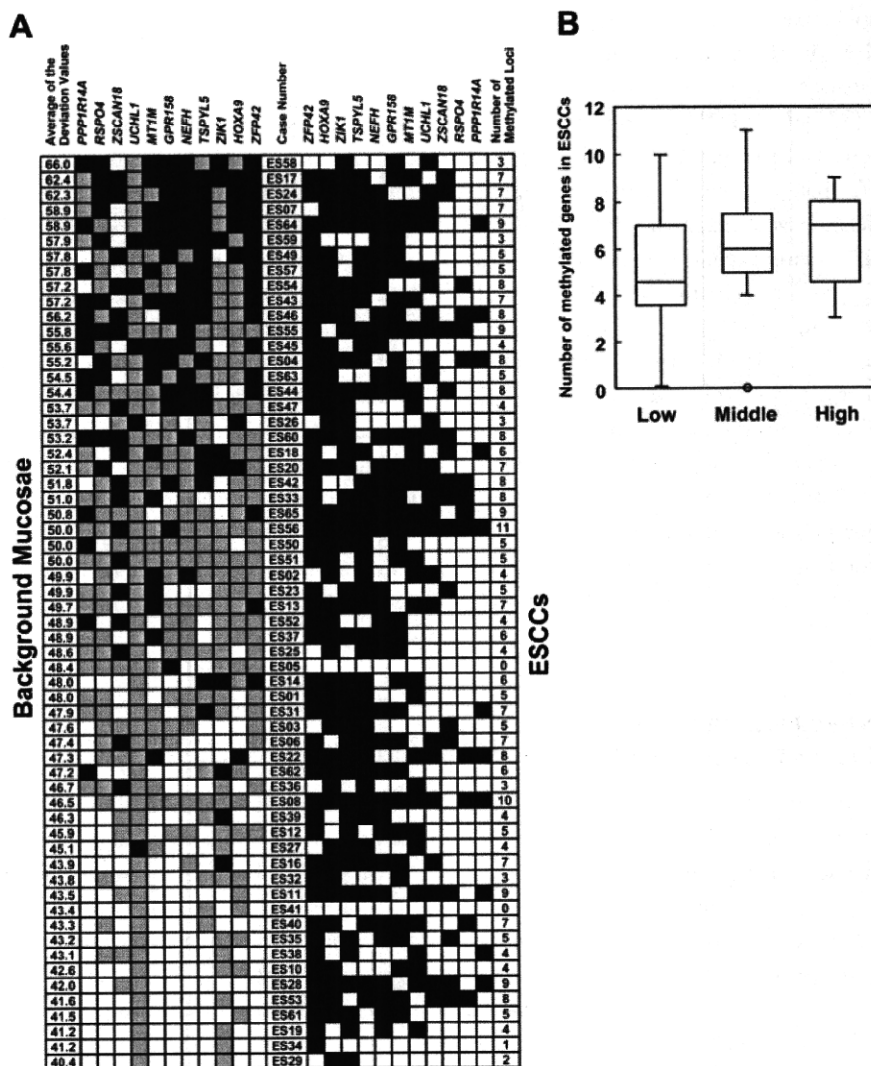 A
B
Average of the Deviation Values PPP1R14A RSPO4 ZSCAN18 UCHL1 MT1M GPR158 NEFH TSPYL5 ZIK1 HOXA9 ZFP42 Case Number ZFP42 HOXA9 ZIK1 TSPYL5 NEFH GPR158 MT1M UCHL1 ZSCAN18 RSPO4 PPP1R14A Number of Methylated Loci
66.0 ES58 3
62.4 ES17 7
62.3 ES24 7
58.9 ES07 7
58.9 ES64 9
57.9 ES59 3
57.8 ES49 5
57.8 ES57 5
57.2 ES54 8
57.2 ES43 7
56.2 ES46 8
55.8 ES55 9
55.6 ES45 4
55.2 ES04 8
54.5 ES63 5
54.4 ES44 8
53.7 ES47 4
53.7 ES26 3
53.2 ES60 8
52.4 ES18 6
52.1 ES20 7
51.8 ES42 8
51.0 ES33 8
50.8 ES65 9
50.0 ES56 11
50.0 ES50 5
50.0 ES51 5
49.9 ES02 4
49.9 ES23 5
49.7 ES13 7
48.9 ES52 4
48.9 ES37 6
48.6 ES25 4
48.4 ES05 0
48.0 ES14 6
48.0 ES01 5
47.9 ES31 7
47.6 ES03 5
47.4 ES06 7
47.3 ES22 8
47.2 ES62 6
46.7 ES36 3
46.5 ES08 10
46.3 ES39 4
45.9 ES12 5
45.1 ES27 4
43.9 ES16 7
43.8 ES32 3
43.5 ES11 9
43.4 ES41 0
43.3 ES40 7
43.2 ES35 5
43.1 ES38 4
42.6 ES10 4
42.0 ES28 9
41.6 ES53 8
41.5 ES61 5
41.2 ES19 4
41.2 ES34 1
40.4 ES29 2
Background Mucosae
ESCCs
Number of methylated genes in ESCCs
12
10
8
6
4
2
0
Low Middle High